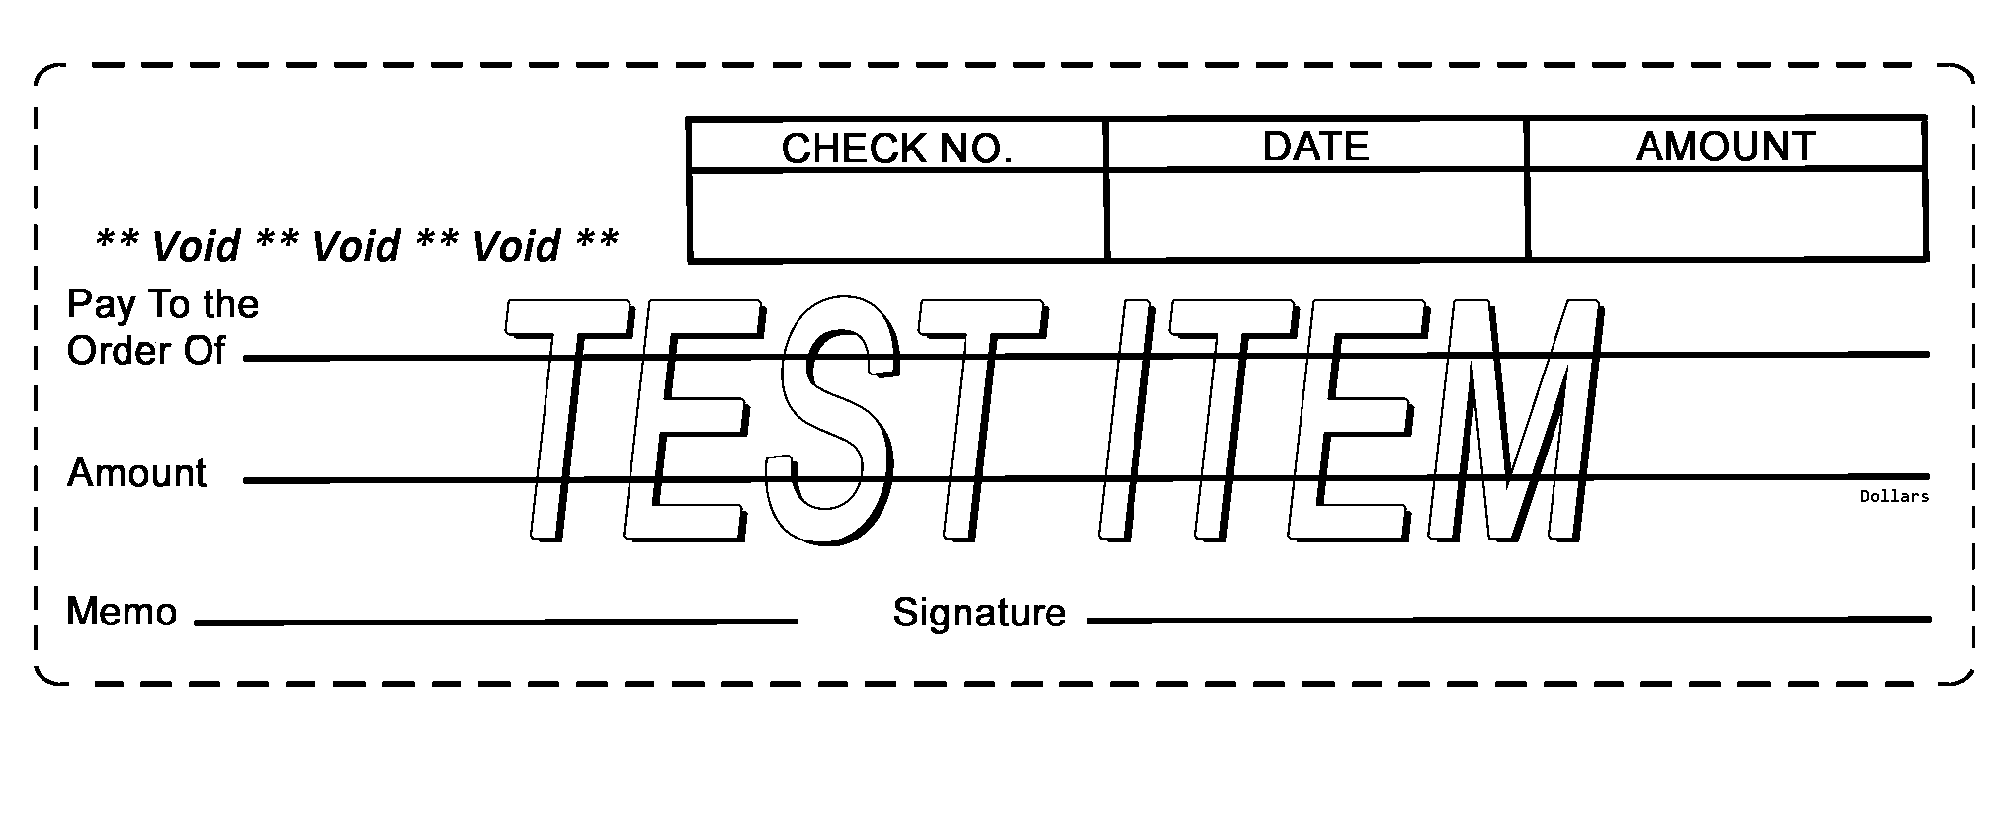 CHECK NO. DATE AMOUNT
** Void ** Void ** Void **
Pay To the
Order Of
TEST ITEM
Amount
Dollars
Memo Signature